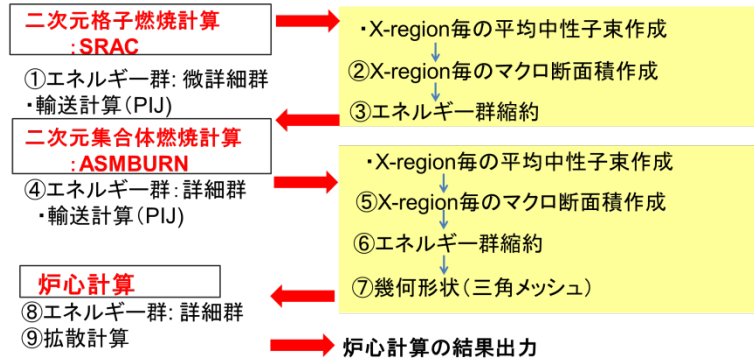 二次元格子燃焼計算
:SRAC
①エネルギー群: 微詳細群
・輸送計算(PIJ)
・X-region毎の平均中性子束作成
②X-region毎のマクロ断面積作成
③エネルギー群縮約
二次元集合体燃焼計算
:ASMBURN
④エネルギー群:詳細群
・輸送計算(PIJ)
・X-region毎の平均中性子束作成
⑤X-region毎のマクロ断面積作成
⑥エネルギー群縮約
⑦幾何形状(三角メッシュ)
炉心計算
⑧エネルギー群: 詳細群
⑨拡散計算
炉心計算の結果出力